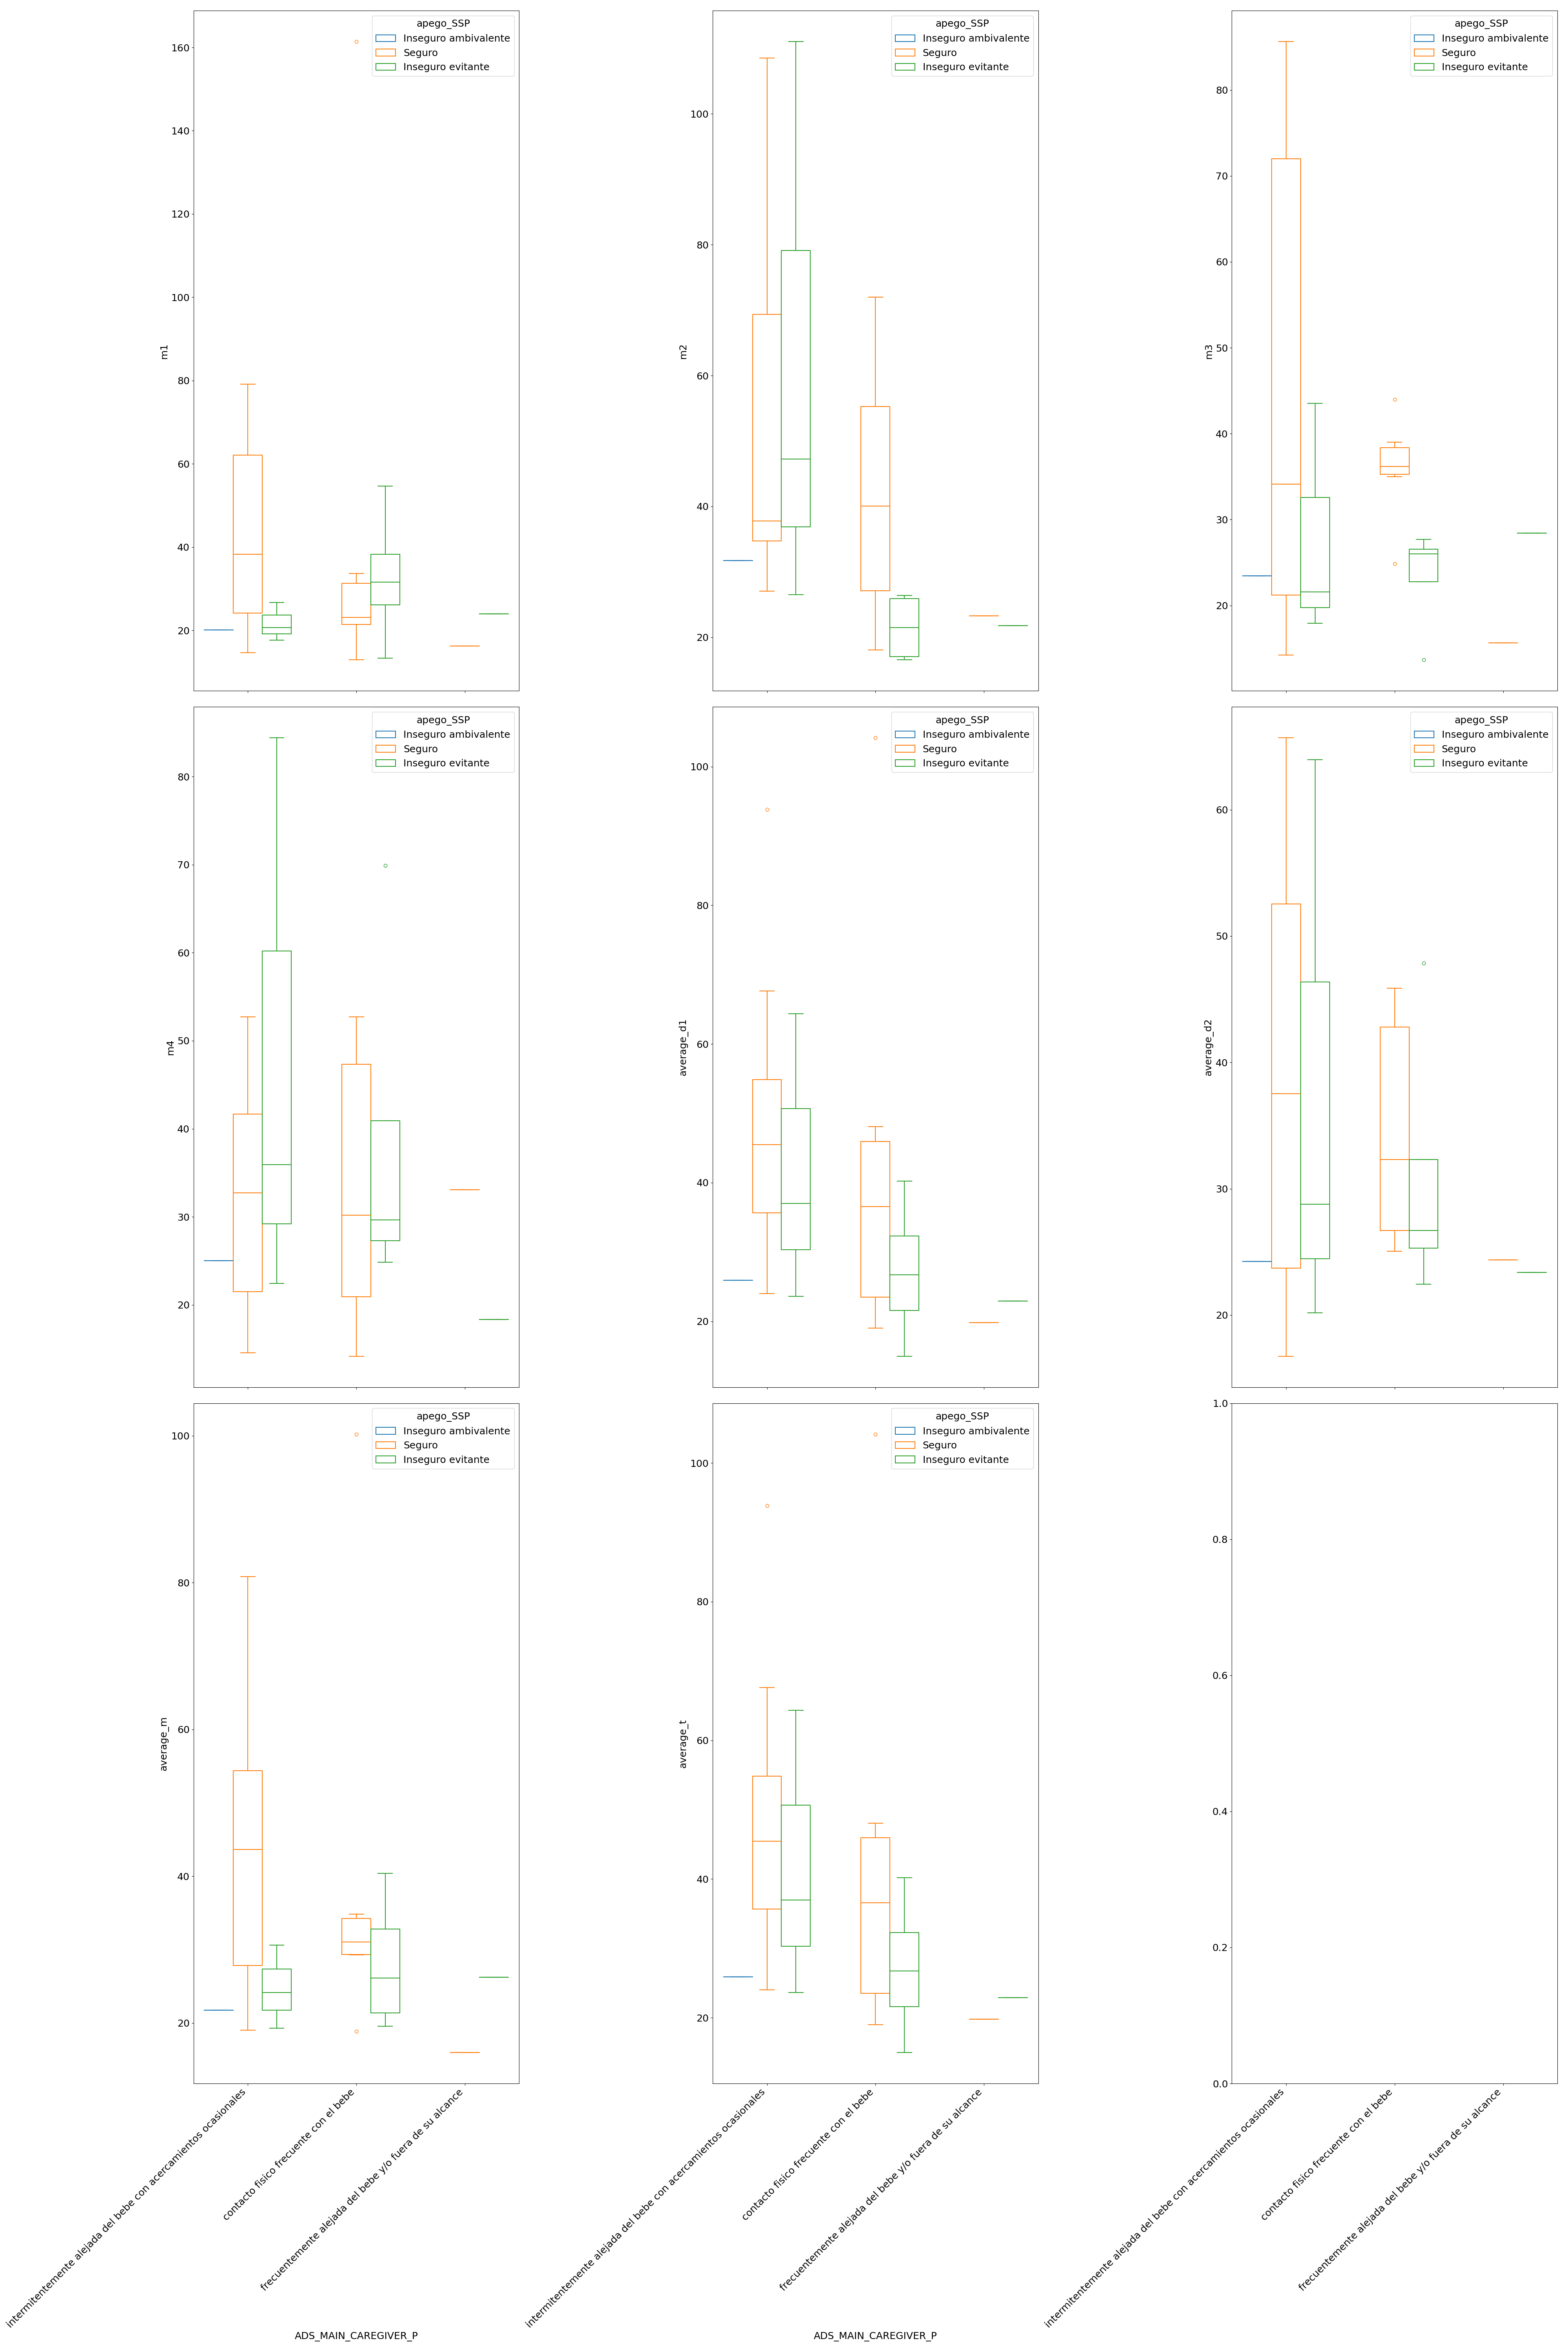 apego_SSP
Inseguro ambivalente
Seguro
Inseguro evitante
160
140
120
100
80
60
40
20
m1
apego_SSP
Inseguro ambivalente
Seguro
Inseguro evitante
100
80
60
40
20
m2
apego_SSP
Inseguro ambivalente
Seguro
Inseguro evitante
80
70
60
50
40
30
20
m3
apego_SSP
Inseguro ambivalente
Seguro
Inseguro evitante
80
70
60
50
40
30
20
m4
apego_SSP
Inseguro ambivalente
Seguro
Inseguro evitante
100
80
60
40
20
average_d1
apego_SSP
Inseguro ambivalente
Seguro
Inseguro evitante
60
50
40
30
20
average_d2
apego_SSP
Inseguro ambivalente
Seguro
Inseguro evitante
100
80
60
40
20
average_m
apego_SSP
Inseguro ambivalente
Seguro
Inseguro evitante
100
80
60
40
20
average_t
1.0
0.8
0.6
0.4
0.2
0.0
intermitentemente alejada del bebe con acercamientos ocasionales
contacto fisico frecuente con el bebe
frecuentemente alejada del bebe y/o fuera de su alcance
ADS_MAIN_CAREGIVER_P
intermitentemente alejada del bebe con acercamientos ocasionales
contacto fisico frecuente con el bebe
frecuentemente alejada del bebe y/o fuera de su alcance
ADS_MAIN_CAREGIVER_P
intermitentemente alejada del bebe con acercamientos ocasionales
contacto fisico frecuente con el bebe
frecuentemente alejada del bebe y/o fuera de su alcance